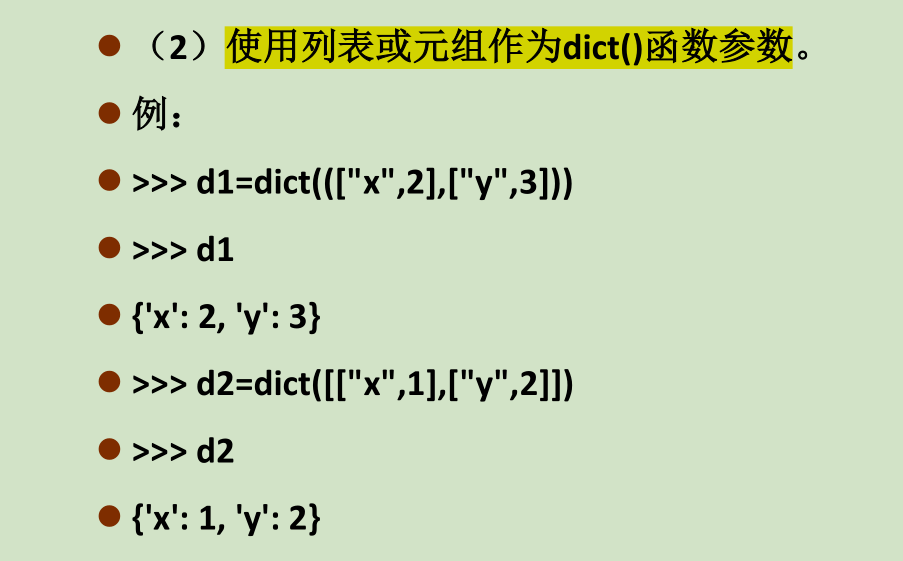 （2）使用列表或元组作为dict()函数参数。
例：
>>> d1=dict((["x",2],["y",3]))
>>> d1
{'x': 2, 'y': 3}
>>> d2=dict([["x",1],["y",2]])
>>> d2
{'x': 1, 'y': 2}